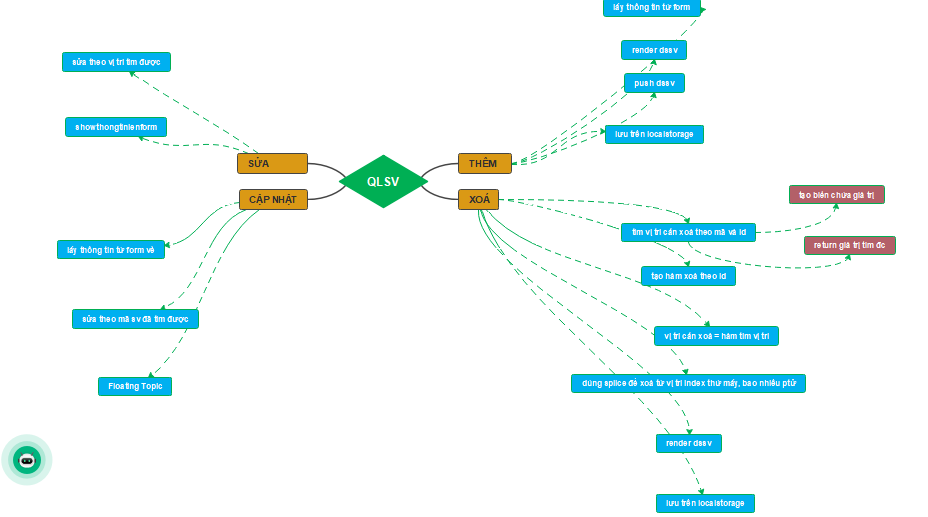 lấy thông tin từ form
render dssv
push dssv
lưu trên localstorage
THÊM
sửa theo vị trí tìm được
showthongtinlenform
SỬA
QLSV
CẬP NHẬT
lấy thông tin từ form về
sửa theo mã sv đã tìm được
Floating Topic
XOÁ
tìm vị trí cần xoá theo mã và id
tạo biến chứa giá trị
return giá trị tìm đc
tạo hàm xoá theo id
vị trí cần xoá = hàm tìm vị trí
dùng splice để xoá từ vị trí index thứ mấy, bao nhiêu ptử
render dssv
lưu trên localstorage